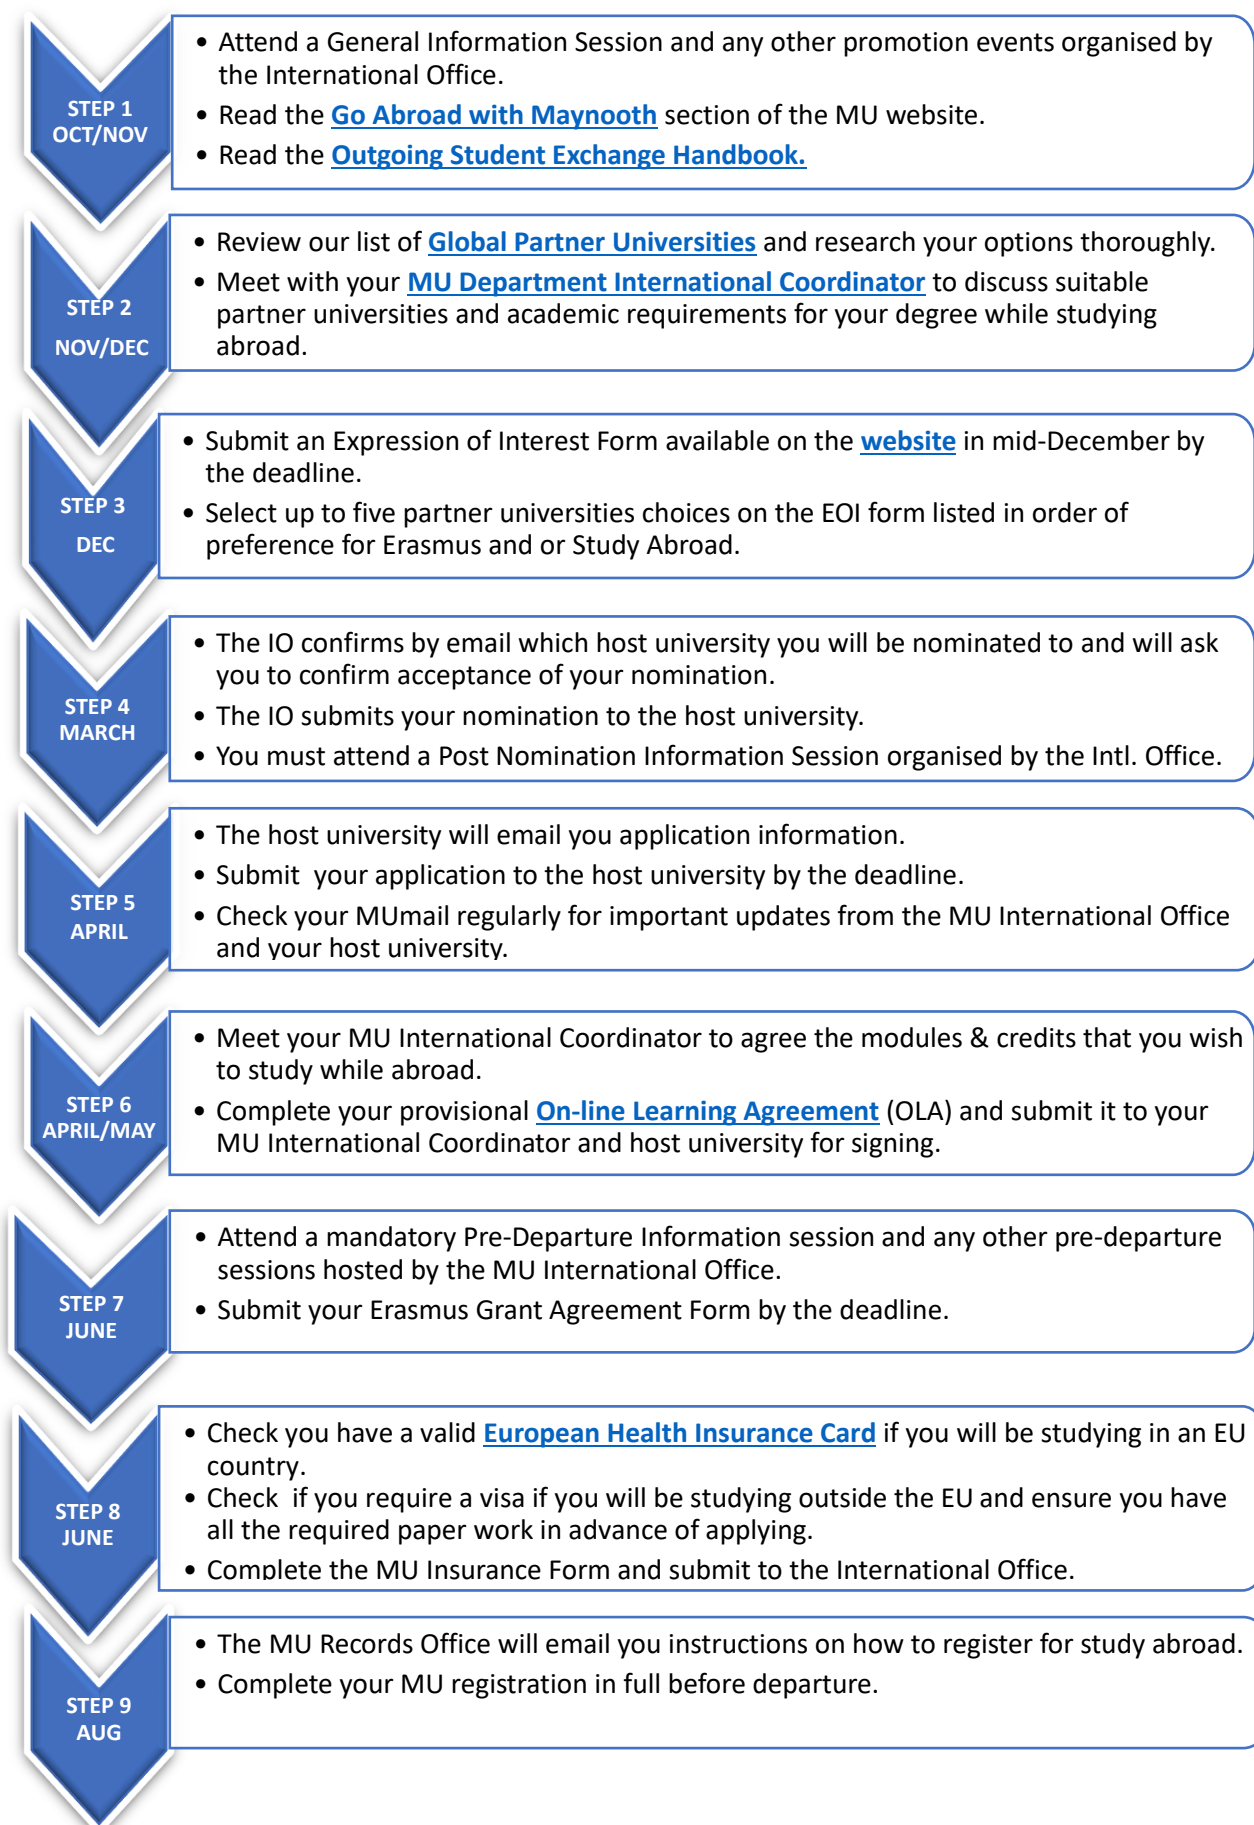 STEP 1
OCT/NOV
• Attend a General Information Session and any other promotion events organised by
the International Office.
• Read the Go Abroad with Maynooth section of the MU website.
• Read the Outgoing Student Exchange Handbook.
STEP 2
NOV/DEC
• Review our list of Global Partner Universities and research your options thoroughly.
• Meet with your MU Department International Coordinator to discuss suitable
partner universities and academic requirements for your degree while studying
abroad.
STEP 3
DEC
• Submit an Expression of Interest Form available on the website in mid-December by
the deadline.
• Select up to five partner universities choices on the EOI form listed in order of
preference for Erasmus and or Study Abroad.
STEP 4
MARCH
• The IO confirms by email which host university you will be nominated to and will ask
you to confirm acceptance of your nomination.
• The IO submits your nomination to the host university.
• You must attend a Post Nomination Information Session organised by the Intl. Office.
STEP 5
APRIL
• The host university will email you application information.
• Submit  your application to the host university by the deadline.
• Check your MUmail regularly for important updates from the MU International Office
and your host university.
STEP 6
APRIL/MAY
• Meet your MU International Coordinator to agree the modules & credits that you wish
to study while abroad.
• Complete your provisional On-line Learning Agreement (OLA) and submit it to your
MU International Coordinator and host university for signing.
STEP 7
JUNE
• Attend a mandatory Pre-Departure Information session and any other pre-departure
sessions hosted by the MU International Office.
• Submit your Erasmus Grant Agreement Form by the deadline.
STEP 8
JUNE
• Check you have a valid European Health Insurance Card if you will be studying in an EU
country.
• Check  if you require a visa if you will be studying outside the EU and ensure you have
all the required paper work in advance of applying.
• Complete the MU Insurance Form and submit to the International Office.
STEP 9
AUG
• The MU Records Office will email you instructions on how to register for study abroad.
• Complete your MU registration in full before departure.